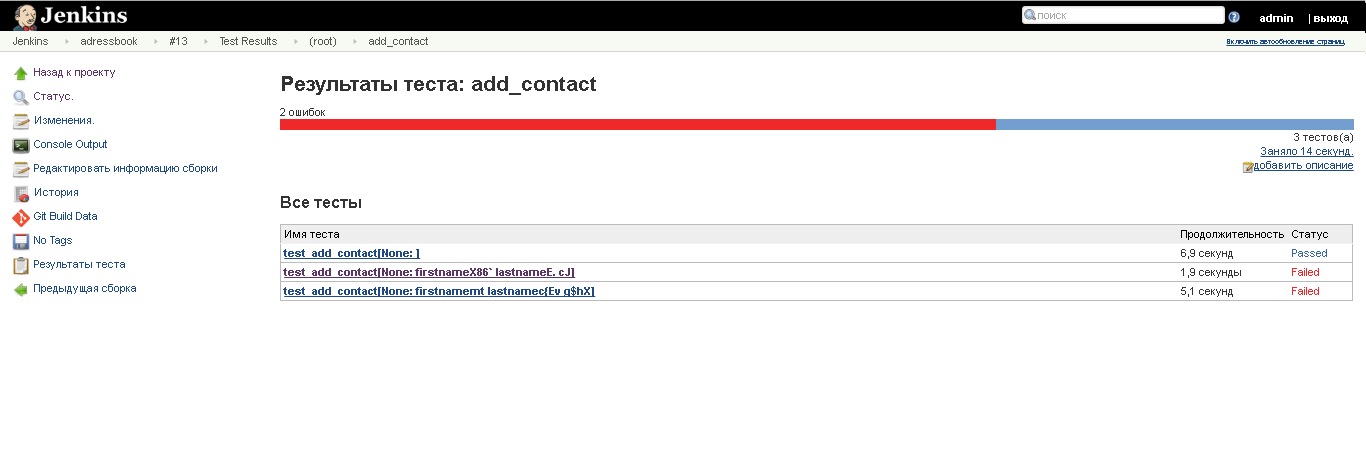 Jenkins
поиск
admin | выход
Jenkins adressbook #13 Test Results (root) add_contact
Включить автообновление страниц
Назад к проекту
Статус.
Изменения.
Console Output
Редактировать информацию сборки
История
Git Build Data
No Tags
Результаты теста
Предыдущая сборка
Результаты теста: add_contact
2 ошибок
3 тестов(а)
Заняло 14 секунд.
добавить описание
Все тесты
Имя теста Продолжительность Статус
test_add_contact[None: ] 6,9 секунд Passed
test_add_contact[None: firstnameX86` lastnameE. cJ] 1,9 секунды Failed
test_add_contact[None: firstnamemt lastnamec{Ev g$hX] 5,1 секунд Failed